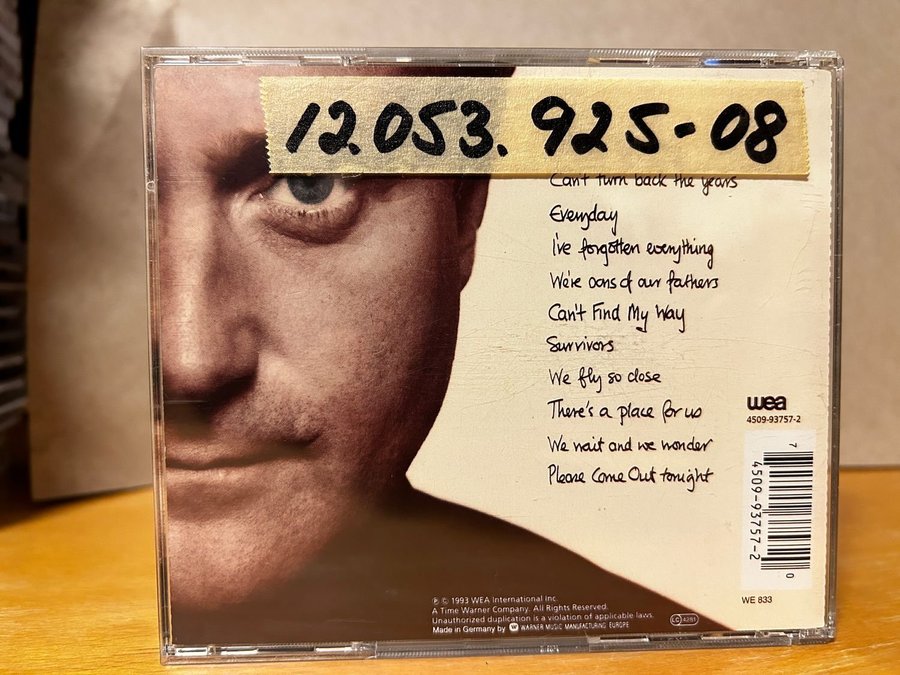 12.053.925-08
Can't turn back the years
Everyday
I've forgotten everything
We're sons of our fathers
Can't Find My Way
Survivors
We fly so close
There's a place for us
We wait and we wonder
Please Come Out tonight
wea
4509-93757-2
7
4509-93757-2
0
WE 833
℗ © 1993 WEA International Inc.
A Time Warner Company. All Rights Reserved.
Unauthorized duplication is a violation of applicable laws.
Made in Germany by W WARNER MUSIC MANUFACTURING EUROPE
LC 4281